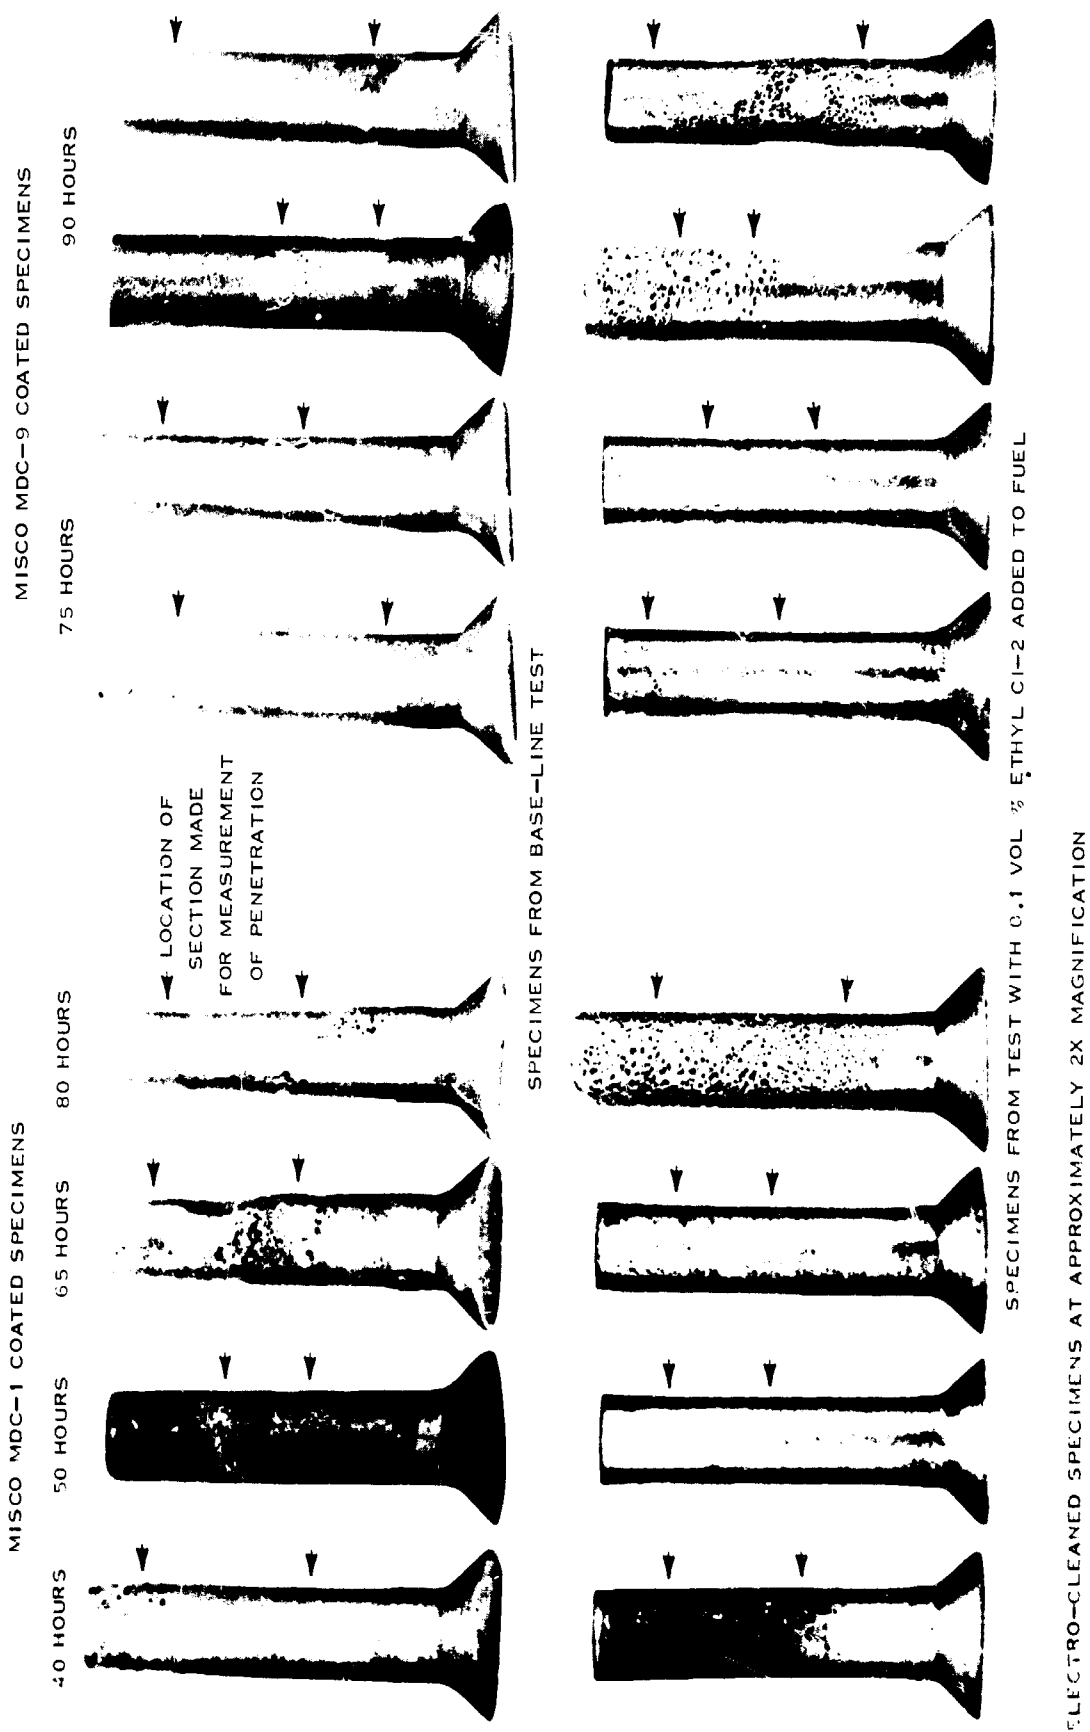 MISCO MDC-1 COATED SPECIMENS
MISCO MDC-9 COATED SPECIMENS
40 HOURS
50 HOURS
65 HOURS
80 HOURS
75 HOURS
90 HOURS
LOCATION OF
SECTION MADE
FOR MEASUREMENT
OF PENETRATION
SPECIMENS FROM BASE-LINE TEST
SPECIMENS FROM TEST WITH 0.1 VOL % ETHYL CI-2 ADDED TO FUEL
ELECTRO-CLEANED SPECIMENS AT APPROXIMATELY 2X MAGNIFICATION